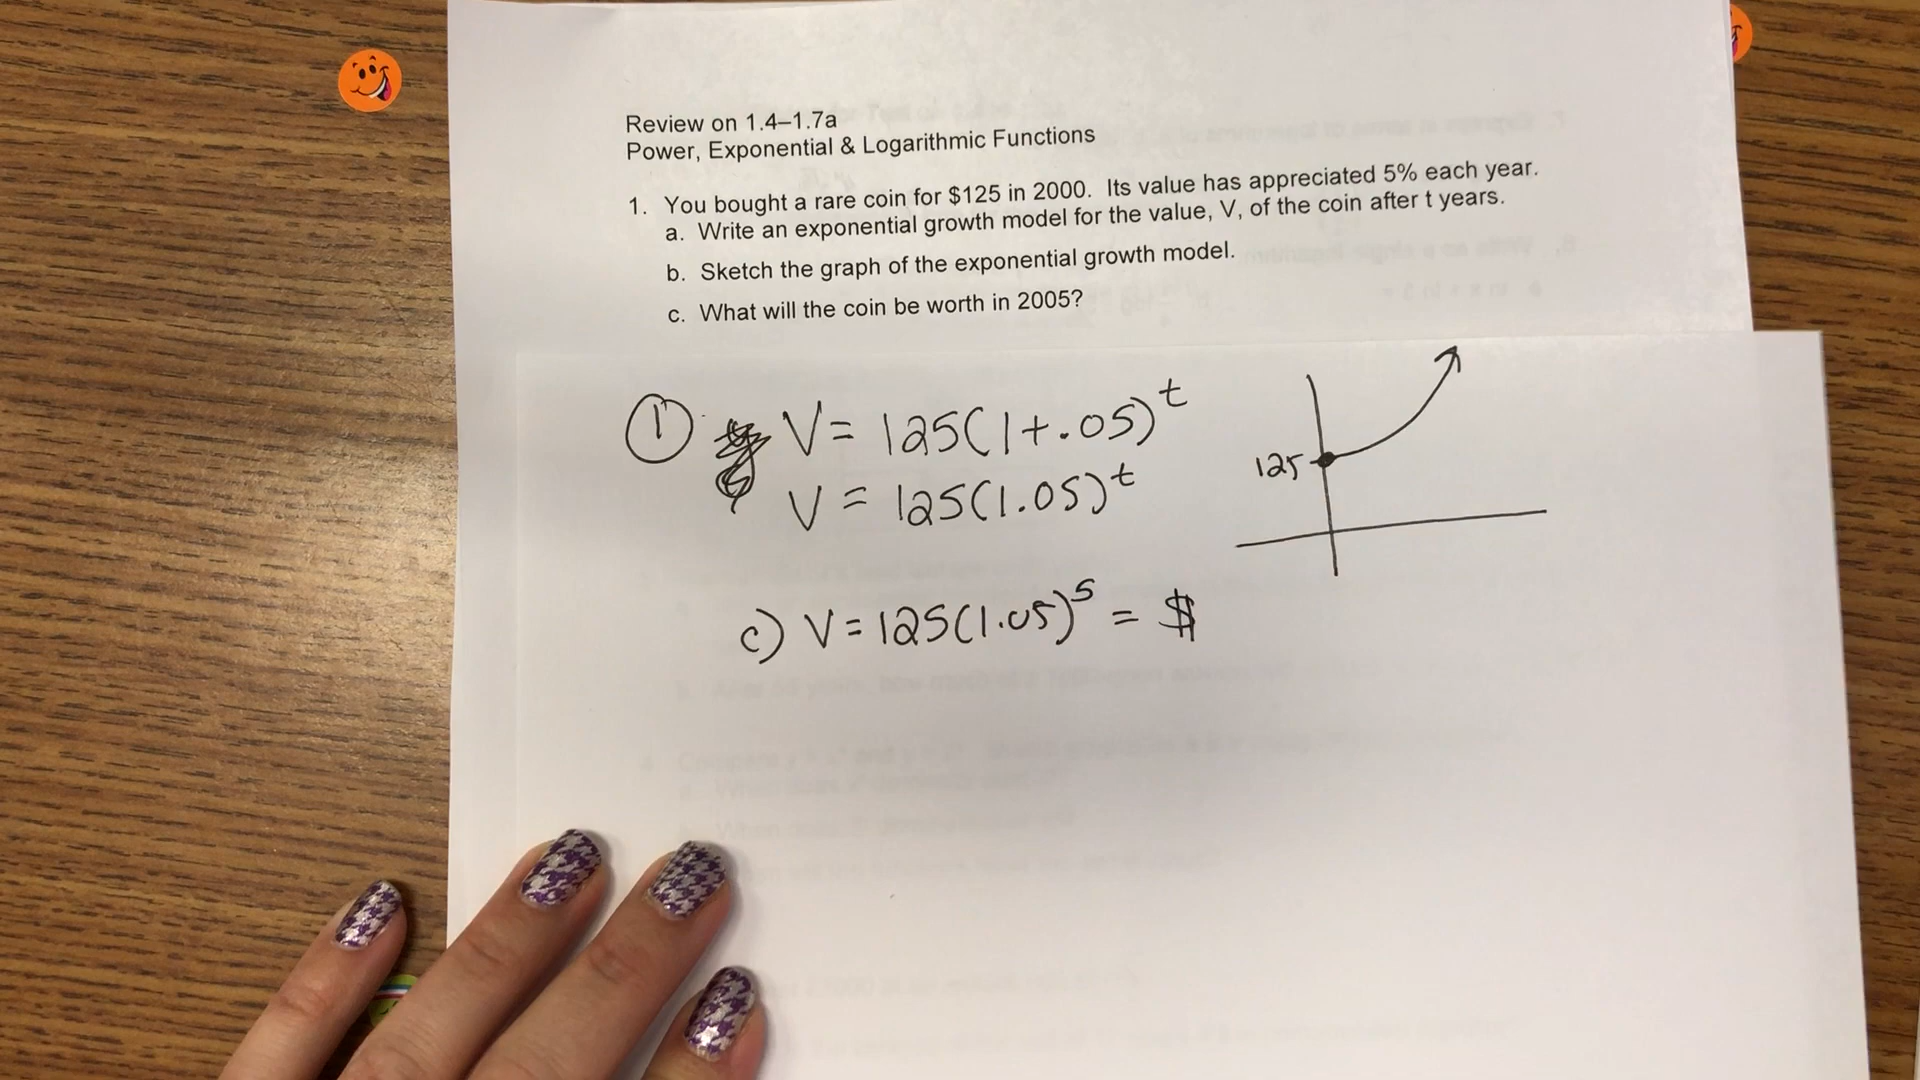 Review on 1.4–1.7a
Power, Exponential & Logarithmic Functions
1. You bought a rare coin for $125 in 2000. Its value has appreciated 5% each year.
a. Write an exponential growth model for the value, V, of the coin after t years.
b. Sketch the graph of the exponential growth model.
c. What will the coin be worth in 2005?
① V = 125(1+.05)^t
V = 125(1.05)^t
125
c) V = 125(1.05)^5 = $